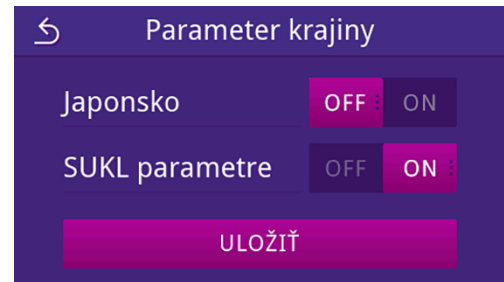 Parameter krajiny
Japonsko OFF ON
SUKL parametre OFF ON
ULOŽIŤ